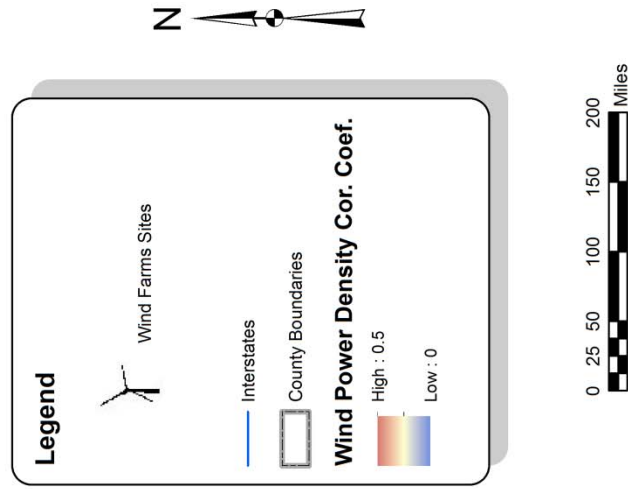 N
Legend
Wind Farms Sites
Interstates
County Boundaries
Wind Power Density Cor. Coef.
High : 0.5
Low : 0
0 25 50 100 150 200
Miles